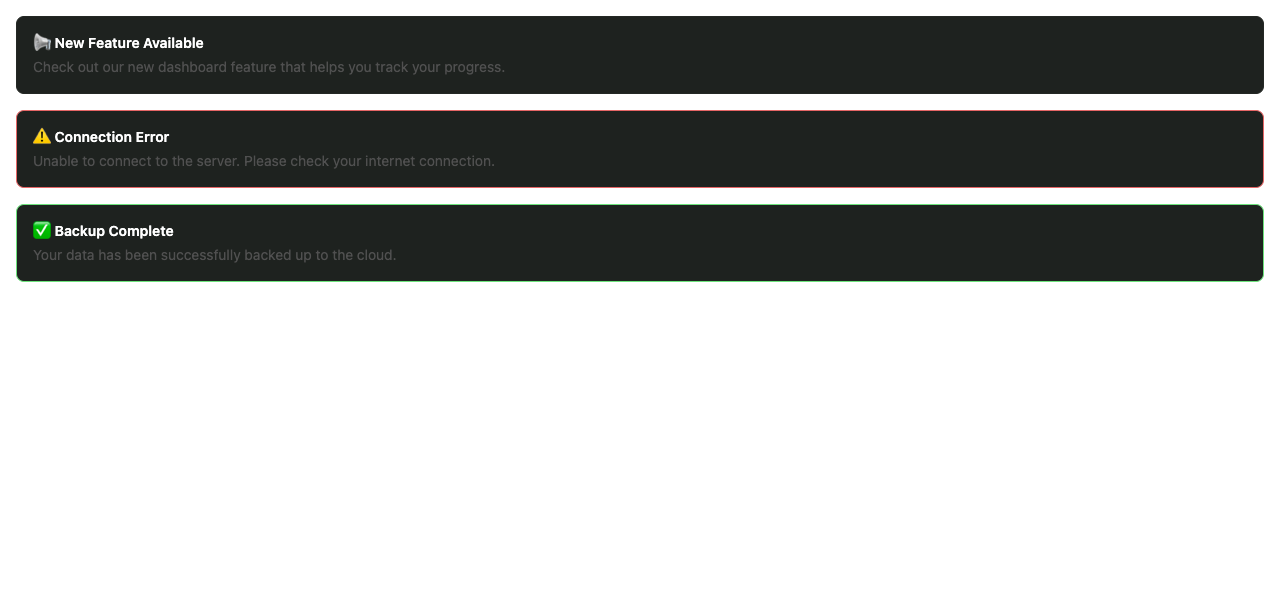 New Feature Available
Check out our new dashboard feature that helps you track your progress.
Connection Error
Unable to connect to the server. Please check your internet connection.
Backup Complete
Your data has been successfully backed up to the cloud.